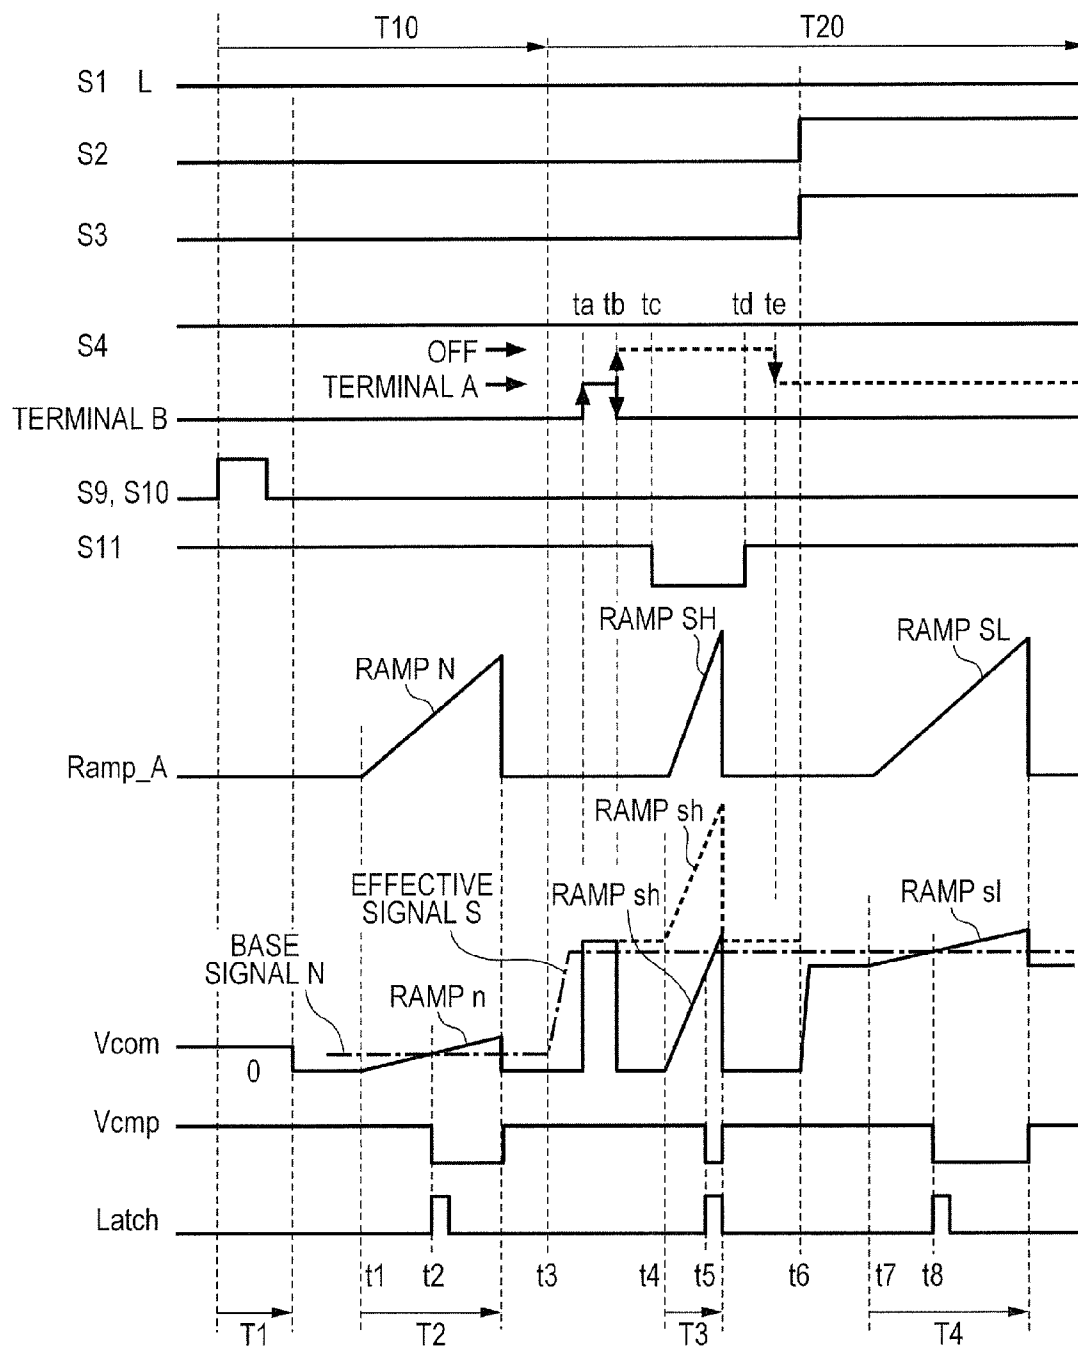 T10 T20
S1 L
S2
S3
ta tb tc td te
S4
OFF
TERMINAL A
TERMINAL B
S9, S10
S11
RAMP SH
RAMP N
RAMP SL
Ramp_A
RAMP sh
EFFECTIVE
SIGNAL S
RAMP sh
RAMP sl
BASE
SIGNAL N
RAMP n
Vcom
0
Vcmp
Latch
t1 t2 t3 t4 t5 t6 t7 t8
T1 T2 T3 T4